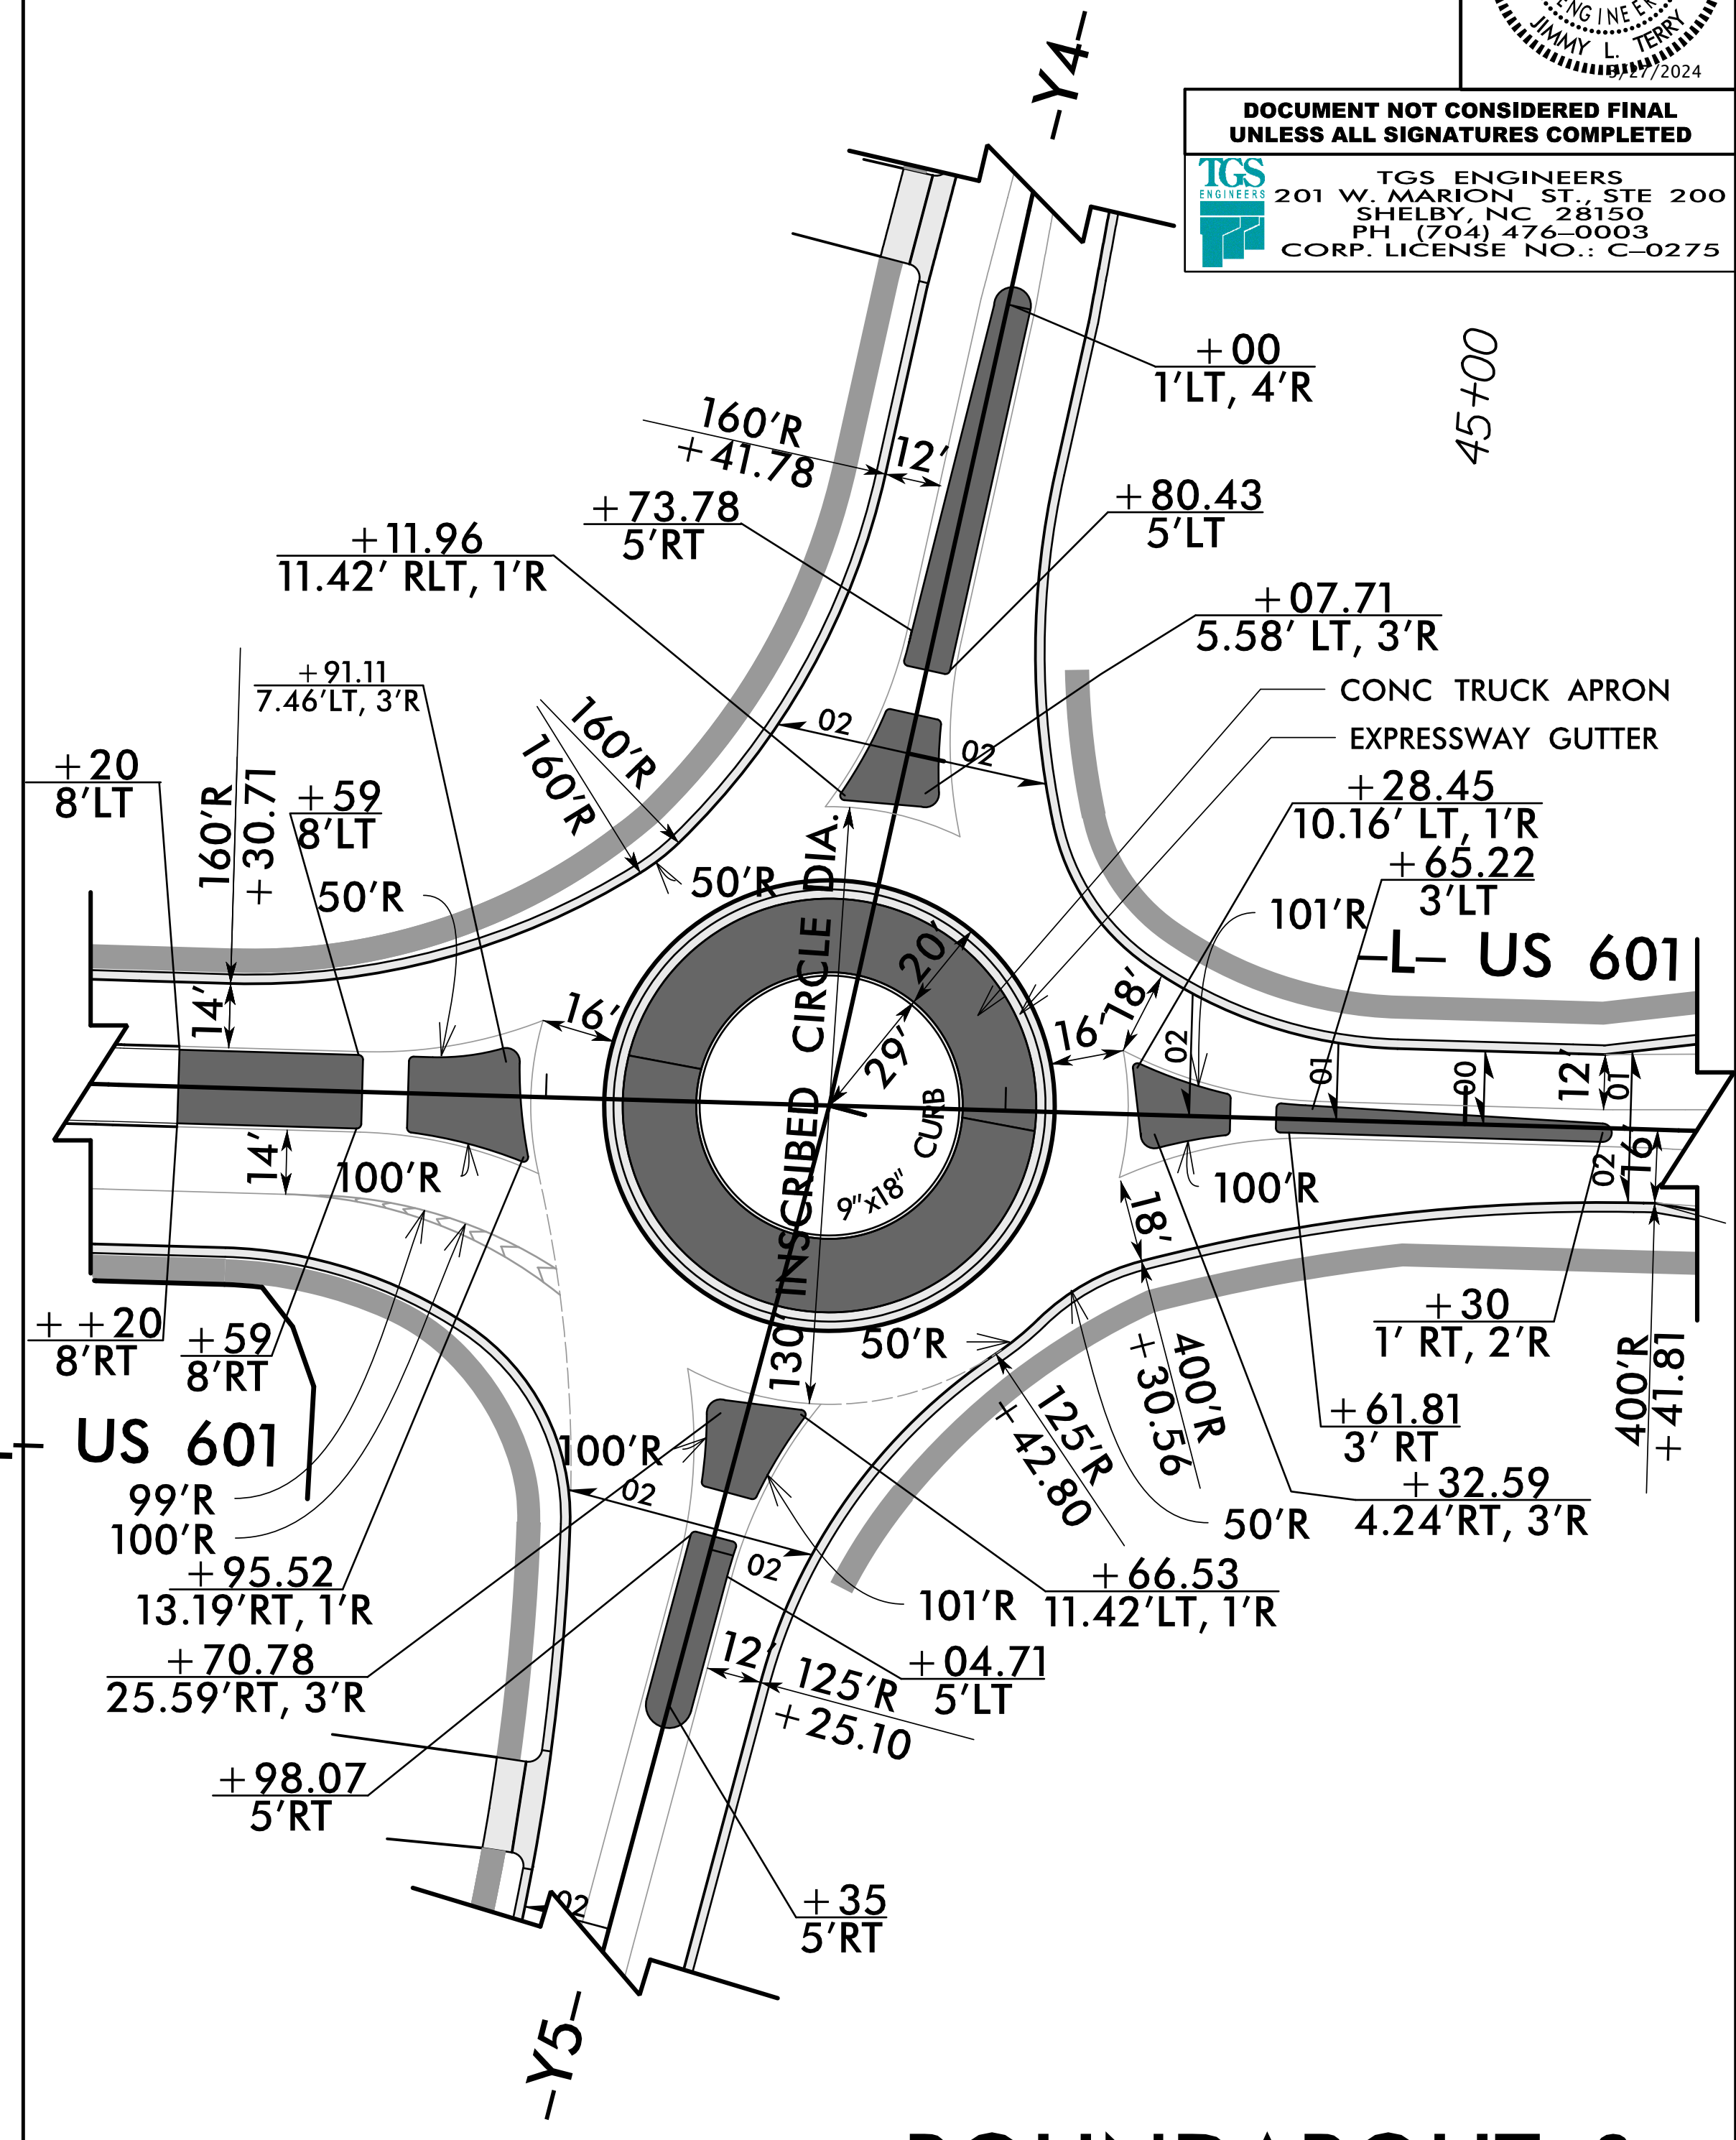 ENGINEER
JIMMY L. TERRY
/27/2024
DOCUMENT NOT CONSIDERED FINAL
UNLESS ALL SIGNATURES COMPLETED
TGS
ENGINEERS
TGS ENGINEERS
201 W. MARION ST., STE 200
SHELBY, NC 28150
PH (704) 476-0003
CORP. LICENSE NO.: C-0275
-Y4-
45+00
+00
1'LT, 4'R
160'R
+41.78
12'
+73.78
5'RT
+80.43
5'LT
+11.96
11.42' RLT, 1'R
+07.71
5.58' LT, 3'R
+91.11
7.46'LT, 3'R
CONC TRUCK APRON
EXPRESSWAY GUTTER
02
02
160'R
160'R
+20
8'LT
160'R
+30.71
+59
8'LT
50'R
50'R
+28.45
10.16' LT, 1'R
+65.22
3'LT
101'R
-L- US 601
14'
16'
20'
29'
130' INSCRIBED CIRCLE DIA.
9"x18" CURB
16'
18'
02
01
00
12'
01
14'
100'R
100'R
18'
02
16'
+ +20
8'RT
+59
8'RT
50'R
+30
1' RT, 2'R
400'R
+30.56
125'R
+42.80
+61.81
3' RT
400'R
+41.81
US 601
99'R
100'R
100'R
02
+32.59
4.24'RT, 3'R
50'R
+95.52
13.19'RT, 1'R
02
101'R
+66.53
11.42'LT, 1'R
+70.78
25.59'RT, 3'R
12'
125'R
+25.10
+04.71
5'LT
+98.07
5'RT
02
+35
5'RT
-Y5-
ROUNDABOUT